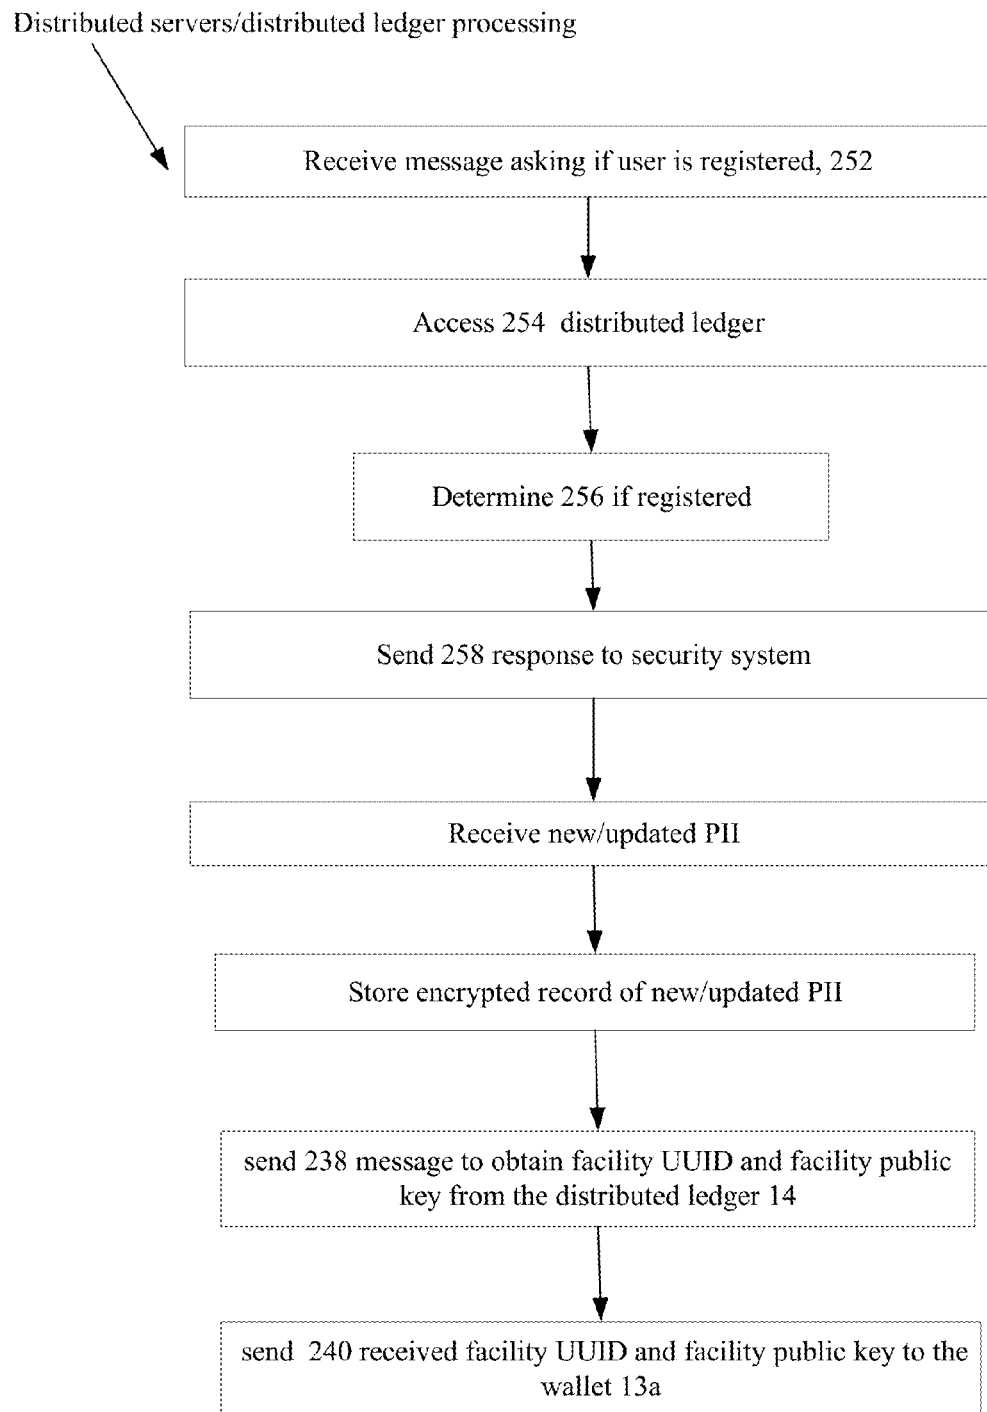 Distributed servers/distributed ledger processing
Receive message asking if user is registered, 252
Access 254 distributed ledger
Determine 256 if registered
Send 258 response to security system
Receive new/updated PII
Store encrypted record of new/updated PII
send 238 message to obtain facility UUID and facility public
key from the distributed ledger 14
send 240 received facility UUID and facility public key to the
wallet 13a